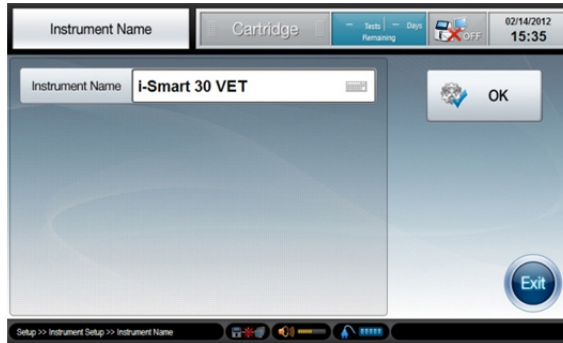 Instrument Name
Cartridge
– Tests – Days
Remaining
OFF
02/14/2012
15:35
Instrument Name
i-Smart 30 VET
OK
Exit
Setup >> Instrument Setup >> Instrument Name